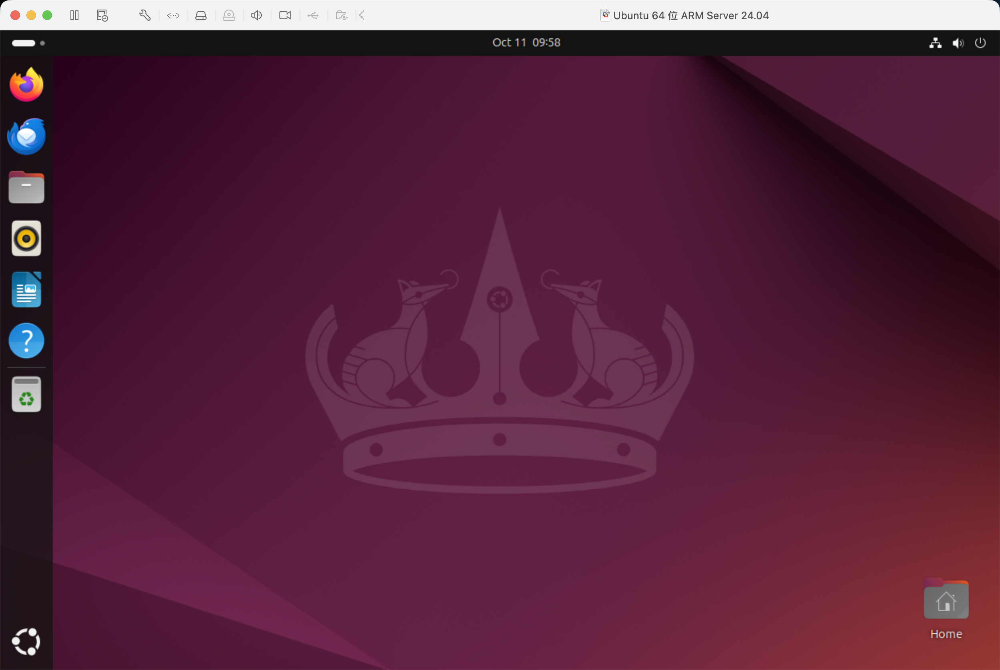 Ubuntu 64 位 ARM Server 24.04
Oct 11 09:58
Home